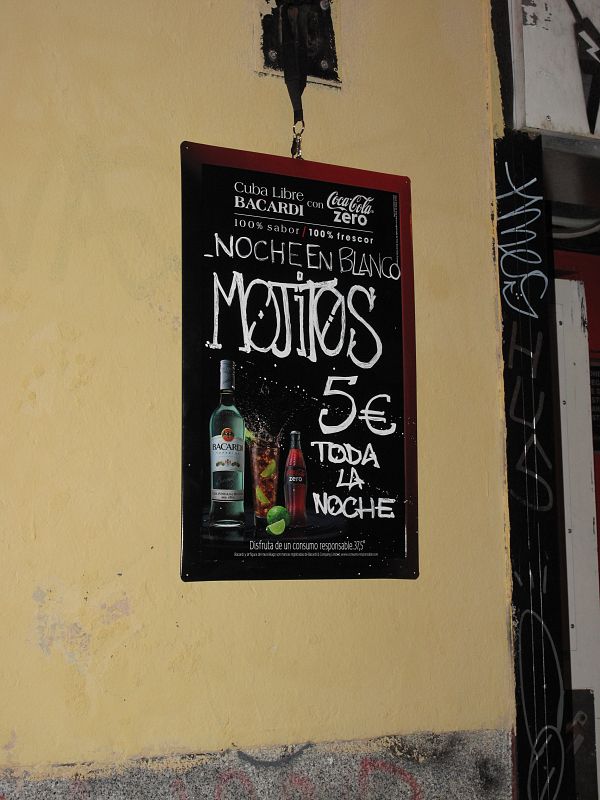 Cuba Libre
BACARDI con Coca-Cola zero
100% sabor / 100% frescor
NOCHE EN BLANCO
MOJITOS
5€
TODA
LA
NOCHE
BACARDI
zero
Disfruta de un consumo responsable 37,5°